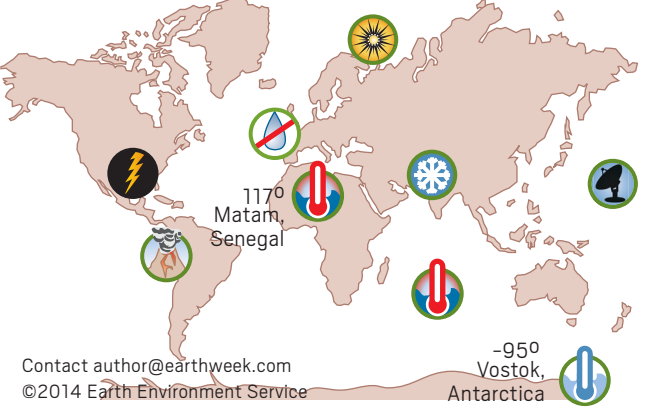 117º
Matam,
Senegal
-95º
Vostok,
Antarctica
Contact author@earthweek.com
©2014 Earth Environment Service